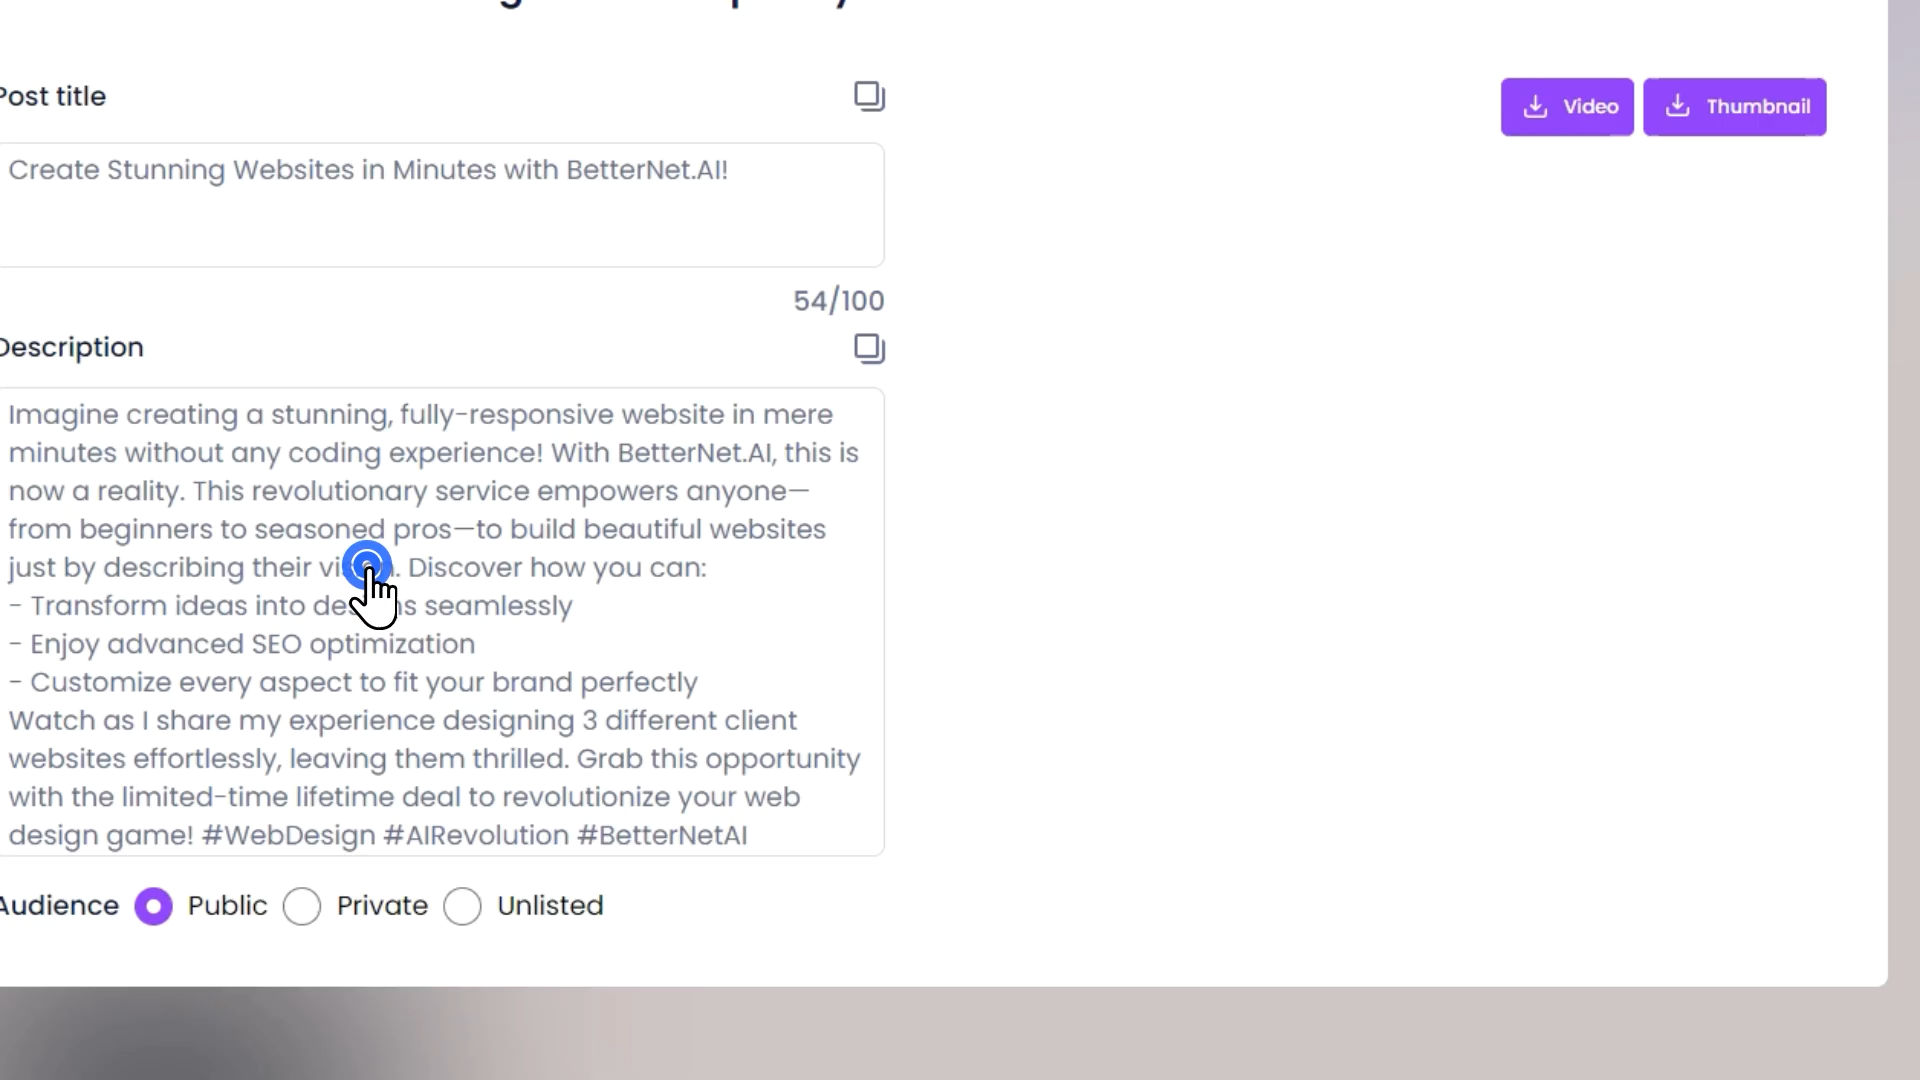 Post title
Video
Thumbnail
Create Stunning Websites in Minutes with BetterNet.AI!
54/100
Description
Imagine creating a stunning, fully-responsive website in mere
minutes without any coding experience! With BetterNet.AI, this is
now a reality. This revolutionary service empowers anyone—
from beginners to seasoned pros—to build beautiful websites
just by describing their vision. Discover how you can:
- Transform ideas into designs seamlessly
- Enjoy advanced SEO optimization
- Customize every aspect to fit your brand perfectly
Watch as I share my experience designing 3 different client
websites effortlessly, leaving them thrilled. Grab this opportunity
with the limited-time lifetime deal to revolutionize your web
design game! #WebDesign #AIRevolution #BetterNetAI
Audience Public Private Unlisted